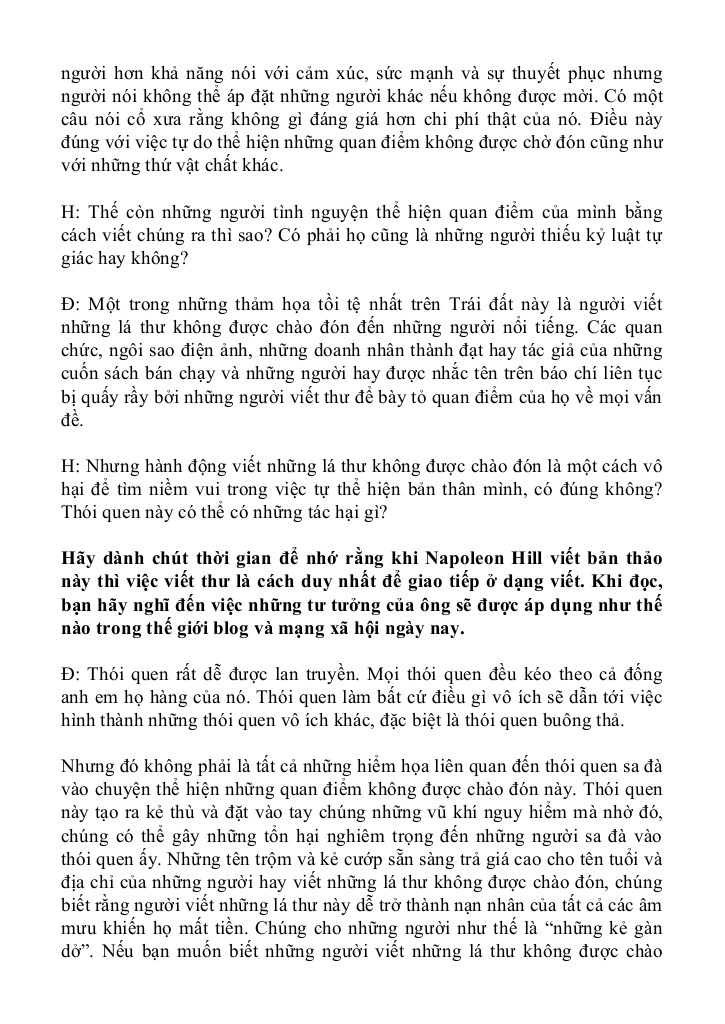 người hơn khả năng nói với cảm xúc, sức mạnh và sự thuyết phục nhưng
người nói không thể áp đặt những người khác nếu không được mời. Có một
câu nói cổ xưa rằng không gì đáng giá hơn chi phí thật của nó. Điều này
đúng với việc tự do thể hiện những quan điểm không được chờ đón cũng như
với những thứ vật chất khác.
H: Thế còn những người tình nguyện thể hiện quan điểm của mình bằng
cách viết chúng ra thì sao? Có phải họ cũng là những người thiếu kỷ luật tự
giác hay không?
Đ: Một trong những thảm họa tồi tệ nhất trên Trái đất này là người viết
những lá thư không được chào đón đến những người nổi tiếng. Các quan
chức, ngôi sao điện ảnh, những doanh nhân thành đạt hay tác giả của những
cuốn sách bán chạy và những người hay được nhắc tên trên báo chí liên tục
bị quấy rầy bởi những người viết thư để bày tỏ quan điểm của họ về mọi vấn
đề.
H: Nhưng hành động viết những lá thư không được chào đón là một cách vô
hại để tìm niềm vui trong việc tự thể hiện bản thân mình, có đúng không?
Thói quen này có thể có những tác hại gì?
Hãy dành chút thời gian để nhớ rằng khi Napoleon Hill viết bản thảo
này thì việc viết thư là cách duy nhất để giao tiếp ở dạng viết. Khi đọc,
bạn hãy nghĩ đến việc những tư tưởng của ông sẽ được áp dụng như thế
nào trong thế giới blog và mạng xã hội ngày nay.
Đ: Thói quen rất dễ được lan truyền. Mọi thói quen đều kéo theo cả đống
anh em họ hàng của nó. Thói quen làm bất cứ điều gì vô ích sẽ dẫn tới việc
hình thành những thói quen vô ích khác, đặc biệt là thói quen buông thả.
Nhưng đó không phải là tất cả những hiểm họa liên quan đến thói quen sa đà
vào chuyện thể hiện những quan điểm không được chào đón này. Thói quen
này tạo ra kẻ thù và đặt vào tay chúng những vũ khí nguy hiểm mà nhờ đó,
chúng có thể gây những tổn hại nghiêm trọng đến những người sa đà vào
thói quen ấy. Những tên trộm và kẻ cướp sẵn sàng trả giá cao cho tên tuổi và
địa chỉ của những người hay viết những lá thư không được chào đón, chúng
biết rằng người viết những lá thư này dễ trở thành nạn nhân của tất cả các âm
mưu khiến họ mất tiền. Chúng cho những người như thế là “những kẻ gàn
dở”. Nếu bạn muốn biết những người viết những lá thư không được chào